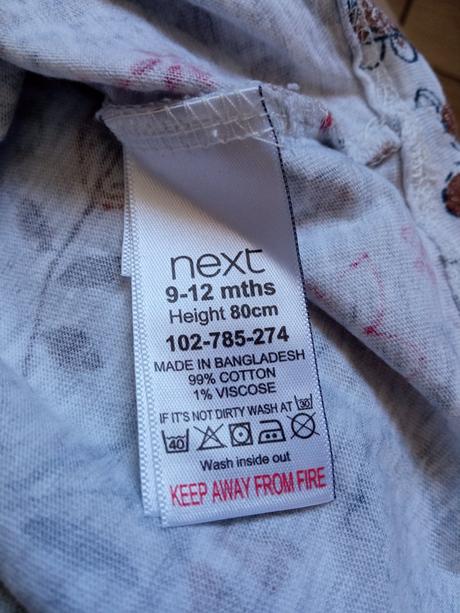 next
9-12 mths
Height 80cm
102-785-274
MADE IN BANGLADESH
99% COTTON
1% VISCOSE
IF IT'S NOT DIRTY WASH AT 30
40
Wash inside out
KEEP AWAY FROM FIRE